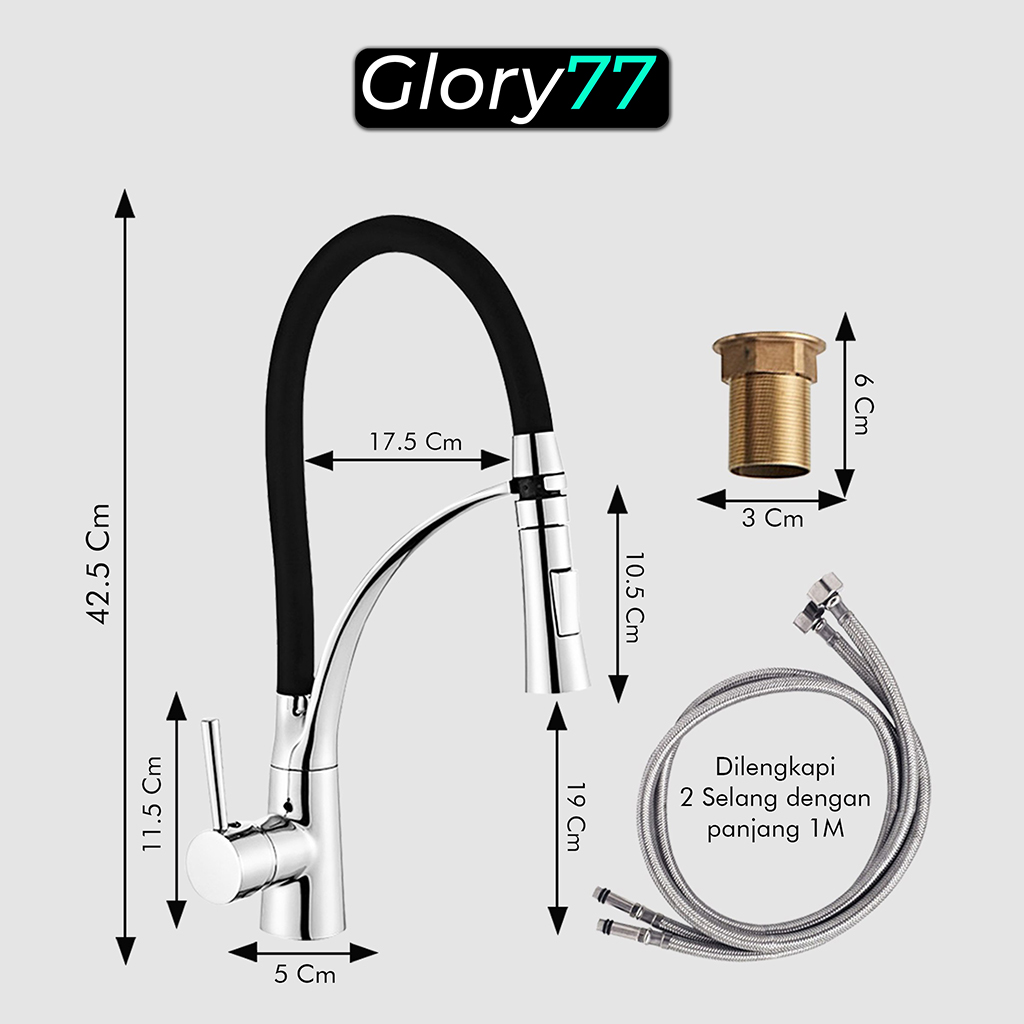 Glory77
42.5 Cm
17.5 Cm
6 Cm
3 Cm
10.5 Cm
11.5 Cm
19 Cm
5 Cm
Dilengkapi
2 Selang dengan
panjang 1M